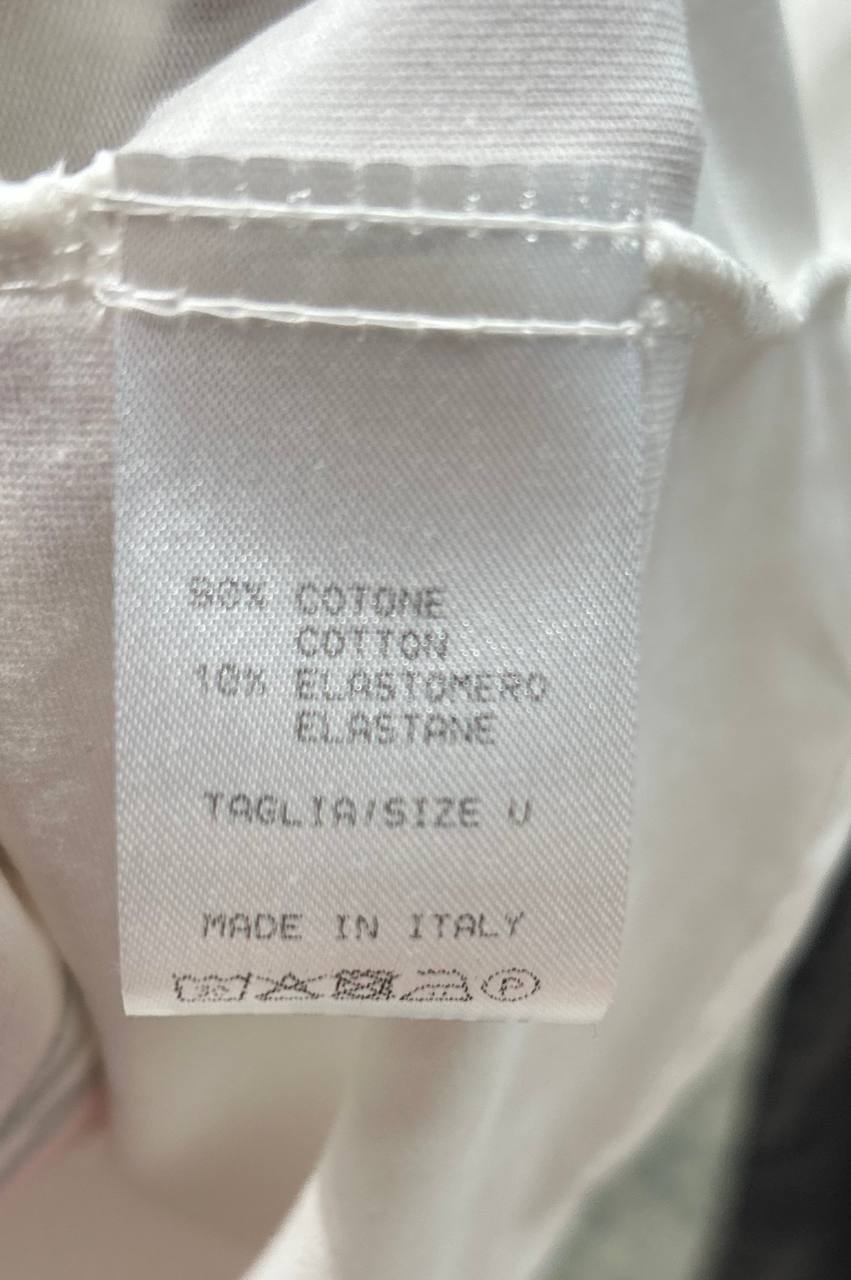 90% COTONE
COTTON
10% ELASTOMERO
ELASTANE
TAGLIA/SIZE U
MADE IN ITALY
P